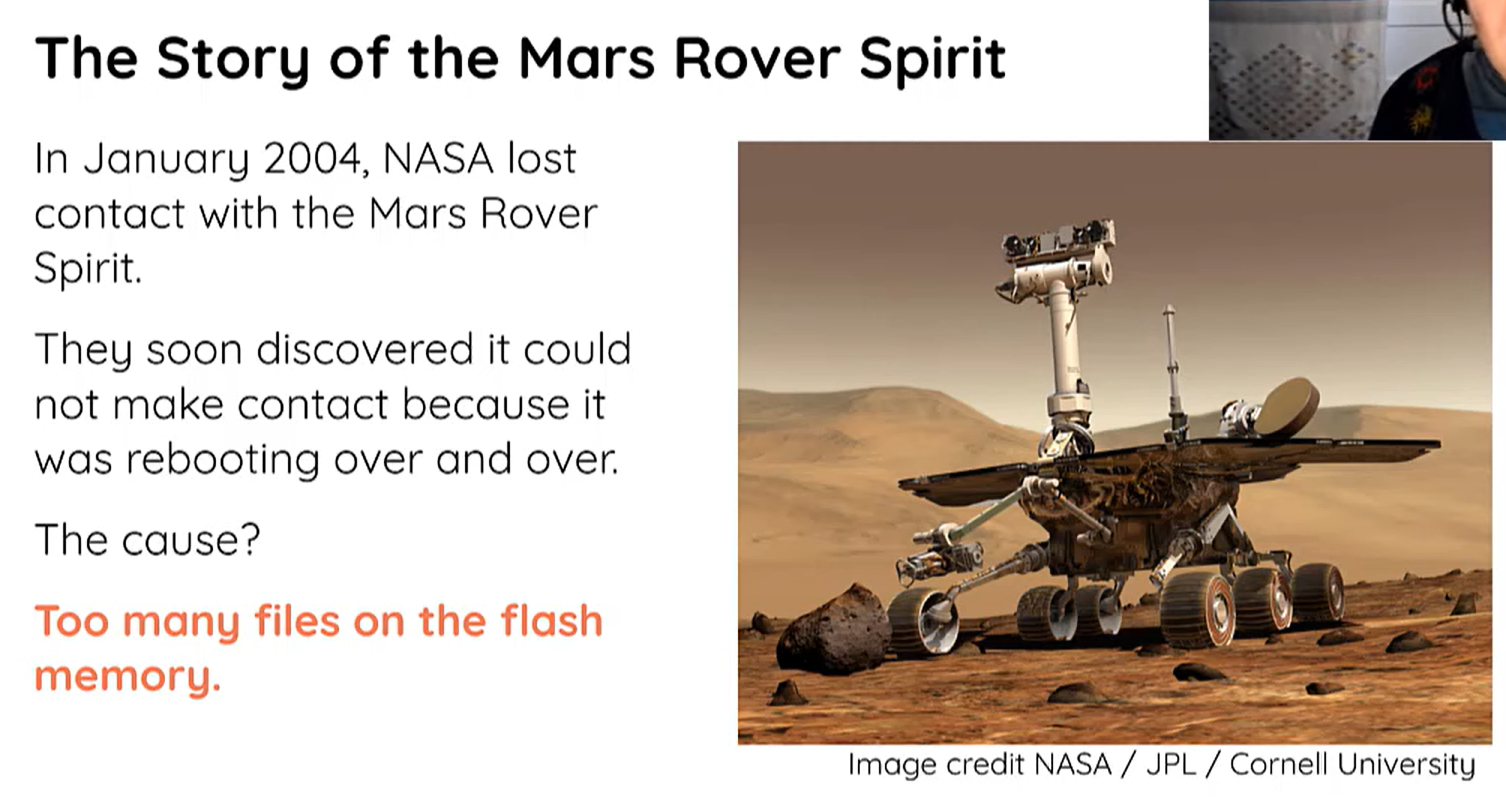 The Story of the Mars Rover Spirit
In January 2004, NASA lost
contact with the Mars Rover
Spirit.
They soon discovered it could
not make contact because it
was rebooting over and over.
The cause?
Too many files on the flash
memory.
Image credit NASA / JPL / Cornell University